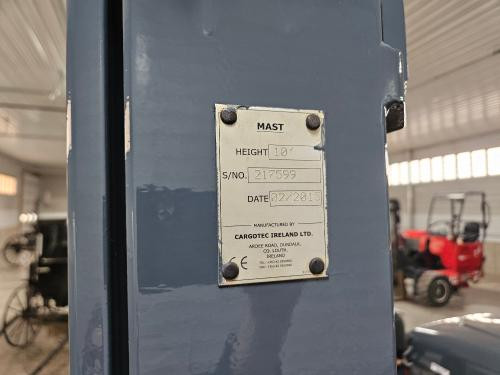 MAST
HEIGHT 10'
S/NO. 217599
DATE 02/2013
MANUFACTURED BY
CARGOTEC IRELAND LTD.
ARDEE ROAD, DUNDALK,
CO. LOUTH,
IRELAND
CE